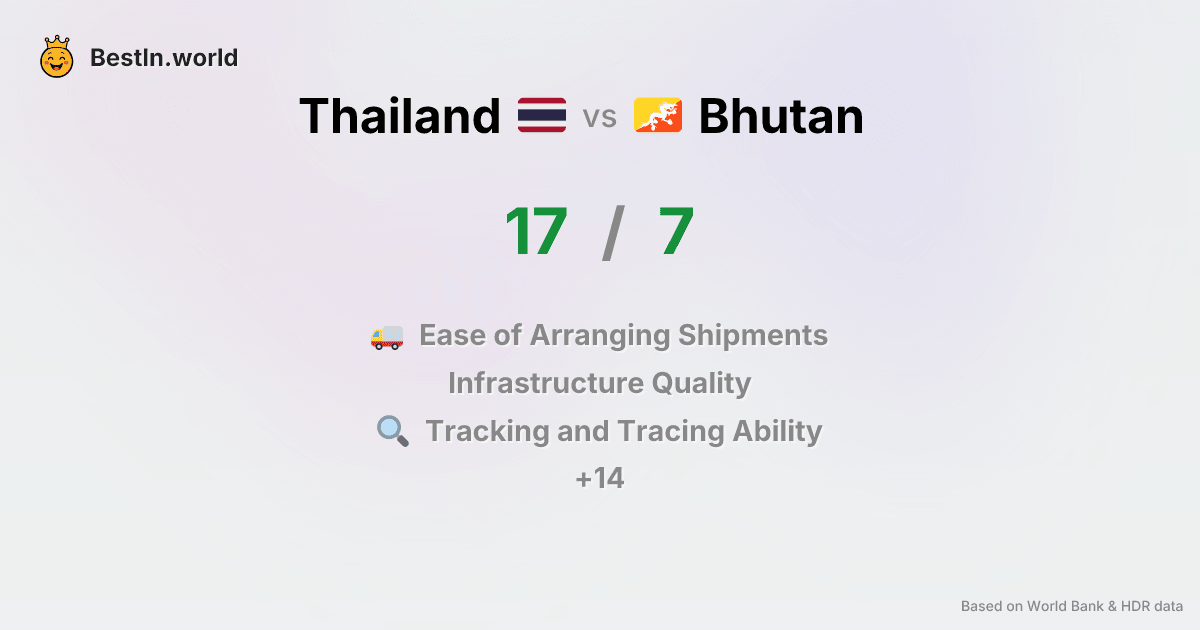 BestIn.world
Thailand vs Bhutan
17 / 7
Ease of Arranging Shipments
Infrastructure Quality
Tracking and Tracing Ability
+14
Based on World Bank & HDR data